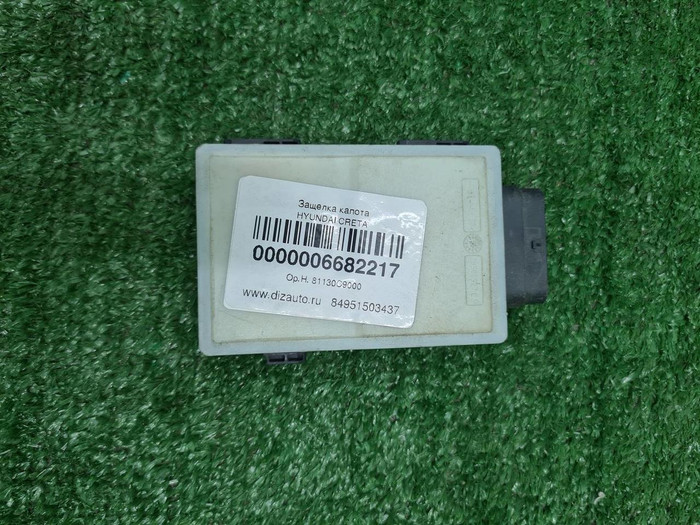 Защелка капота
HYUNDAI CRETA
0000006682217
Ор.Н. 81130C9000
www.dizauto.ru 84951503437